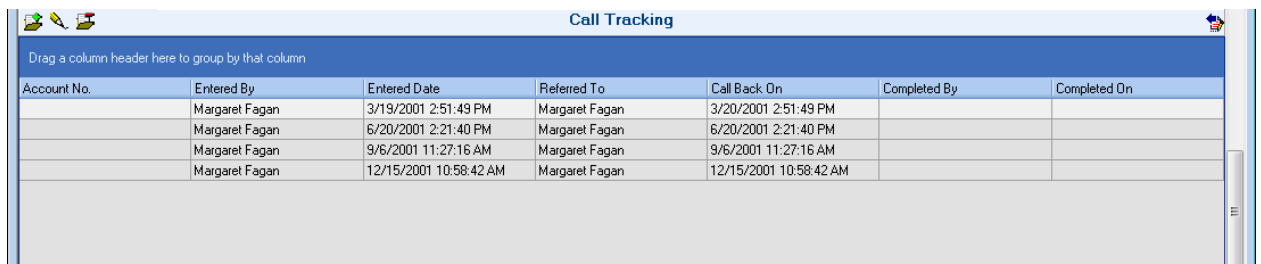 Call Tracking
Drag a column header here to group by that column
Account No. Entered By Entered Date Referred To Call Back On Completed By Completed On
Margaret Fagan 3/19/2001 2:51:49 PM Margaret Fagan 3/20/2001 2:51:49 PM
Margaret Fagan 6/20/2001 2:21:40 PM Margaret Fagan 6/20/2001 2:21:40 PM
Margaret Fagan 9/6/2001 11:27:16 AM Margaret Fagan 9/6/2001 11:27:16 AM
Margaret Fagan 12/15/2001 10:58:42 AM Margaret Fagan 12/15/2001 10:58:42 AM